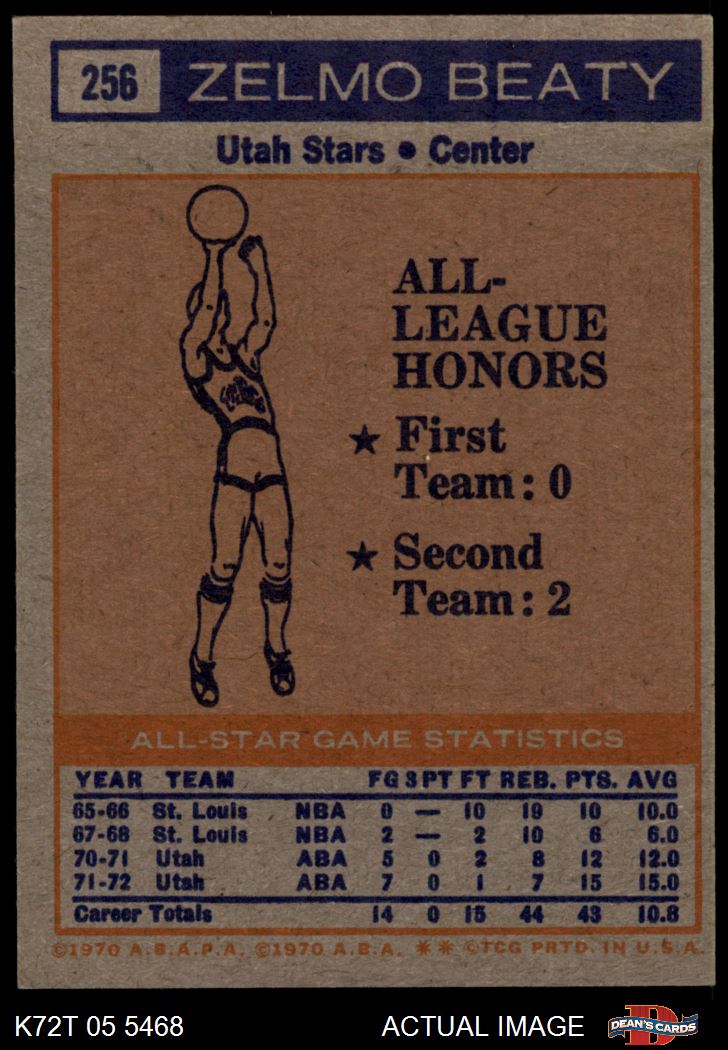 256 ZELMO BEATY
Utah Stars • Center
ALL-
LEAGUE
HONORS
★ First
Team: 0
★ Second
Team: 2
ALL-STAR GAME STATISTICS
YEAR TEAM FG 3PT FT REB. PTS. AVG
65-66 St. Louis NBA 0 — 10 19 10 10.0
67-68 St. Louis NBA 2 — 2 10 6 6.0
70-71 Utah ABA 5 0 2 8 12 12.0
71-72 Utah ABA 7 0 1 7 15 15.0
Career Totals 14 0 15 44 43 10.8
©1970 A.B.A.P.A. ©1970 A.B.A. ** ©TCG PRTD. IN U.S.A.
K72T 05 5468 ACTUAL IMAGE DEAN'S CARDS